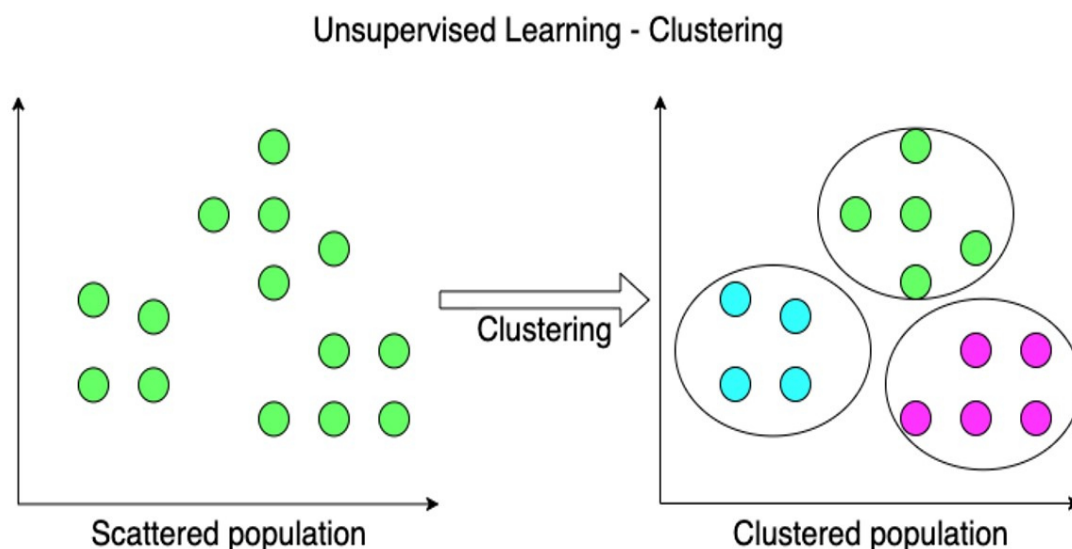 Unsupervised Learning - Clustering
Clustering
Scattered population
Clustered population